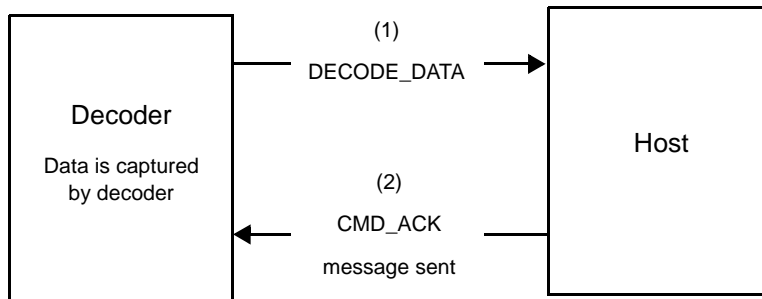 Decoder
Data is captured
by decoder
(1)
DECODE_DATA
(2)
CMD_ACK
message sent
Host